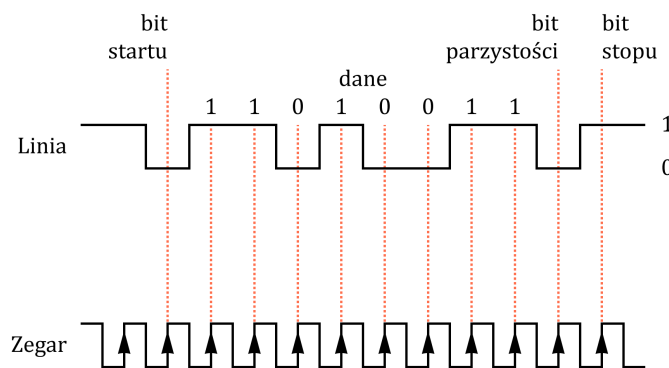 bit
startu
bit
parzystości
bit
stopu
dane
1 1 0 1 0 0 1 1
1
Linia
0
Zegar